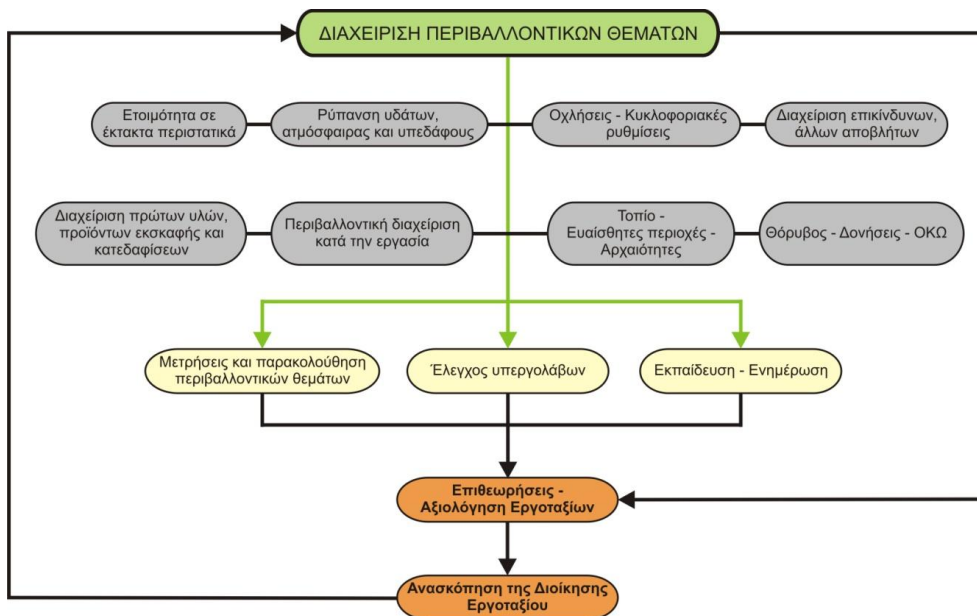 ΔΙΑΧΕΙΡΙΣΗ ΠΕΡΙΒΑΛΛΟΝΤΙΚΩΝ ΘΕΜΑΤΩΝ
Ετοιμότητα σε
έκτακτα περιστατικά
Ρύπανση υδάτων,
ατμόσφαιρας και υπεδάφους
Οχλήσεις - Κυκλοφοριακές
ρυθμίσεις
Διαχείριση επικίνδυνων,
άλλων αποβλήτων
Διαχείριση πρώτων υλών,
προϊόντων εκσκαφής και
κατεδαφίσεων
Περιβαλλοντική διαχείριση
κατά την εργασία
Τοπίο -
Ευαίσθητες περιοχές -
Αρχαιότητες
Θόρυβος - Δονήσεις - ΟΚΩ
Μετρήσεις και παρακολούθηση
περιβαλλοντικών θεμάτων
Έλεγχος υπεργολάβων
Εκπαίδευση - Ενημέρωση
Επιθεωρήσεις -
Αξιολόγηση Εργοταξίων
Ανασκόπηση της Διοίκησης
Εργοταξίου